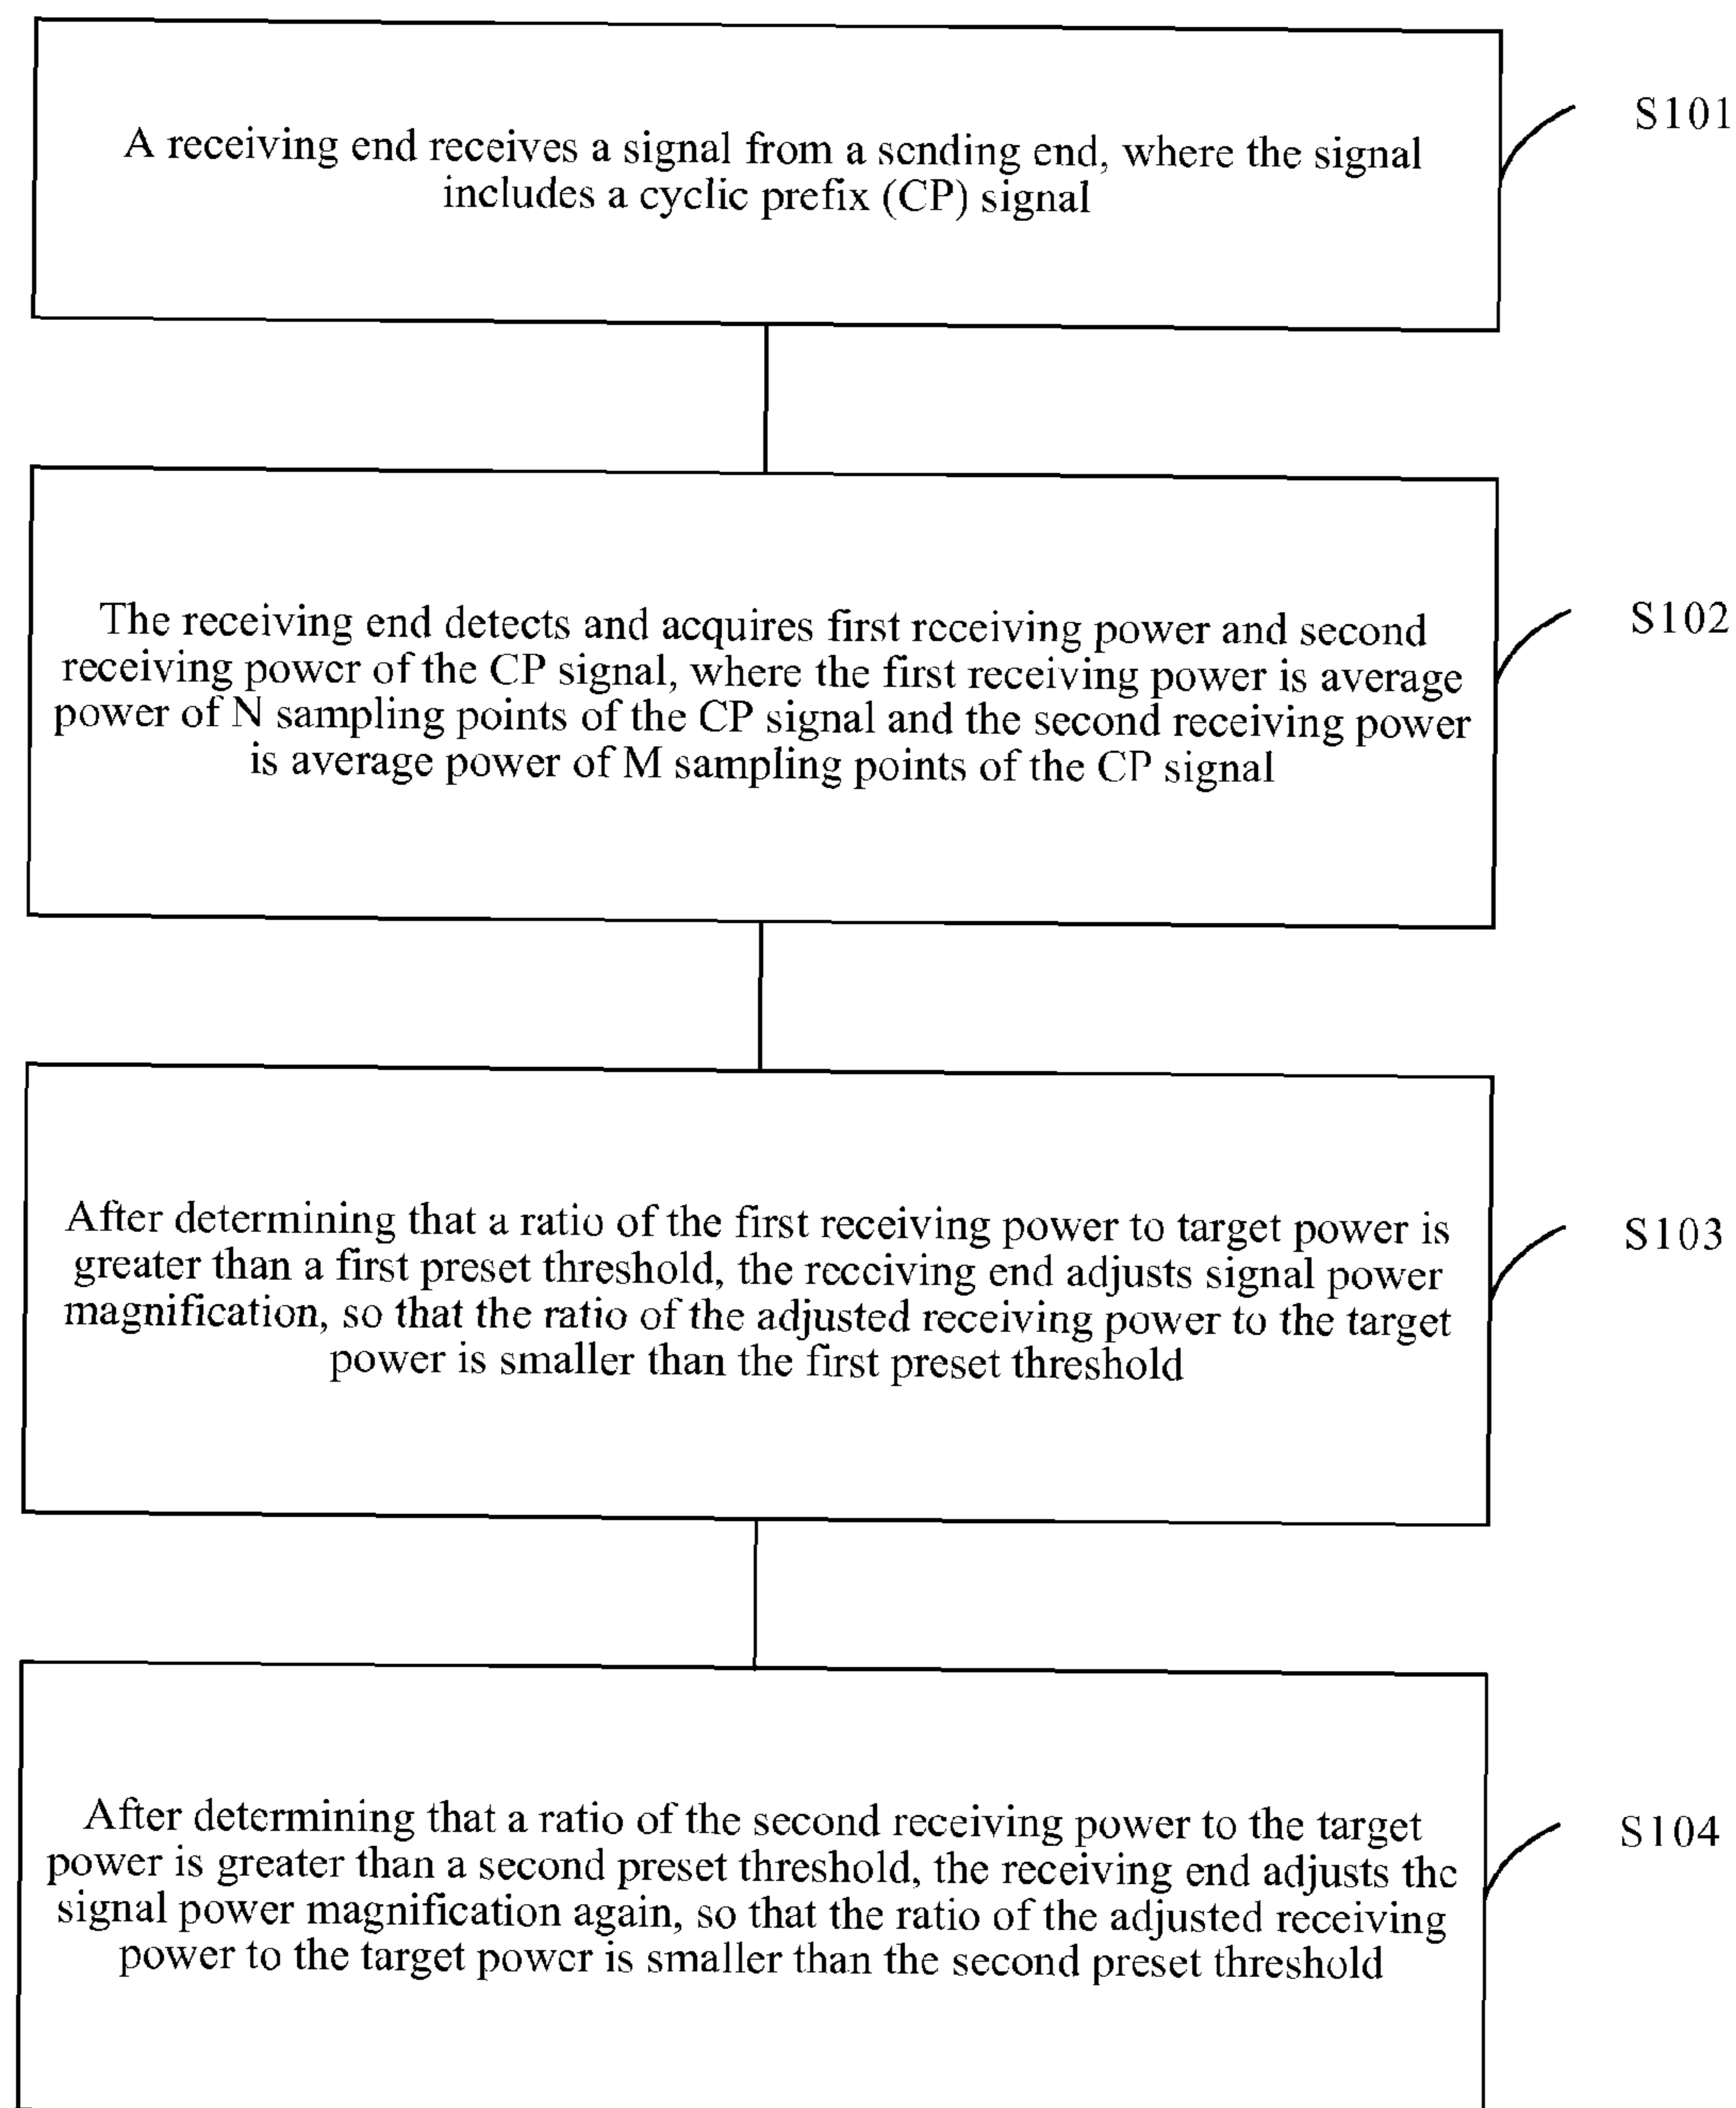 A receiving end receives a signal from a sending end, where the signal
includes a cyclic prefix (CP) signal
S101
The receiving end detects and acquires first receiving power and second
receiving power of the CP signal, where the first receiving power is average
power of N sampling points of the CP signal and the second receiving power
is average power of M sampling points of the CP signal
S102
After determining that a ratio of the first receiving power to target power is
greater than a first preset threshold, the receiving end adjusts signal power
magnification, so that the ratio of the adjusted receiving power to the target
power is smaller than the first preset threshold
S103
After determining that a ratio of the second receiving power to the target
power is greater than a second preset threshold, the receiving end adjusts the
signal power magnification again, so that the ratio of the adjusted receiving
power to the target power is smaller than the second preset threshold
S104